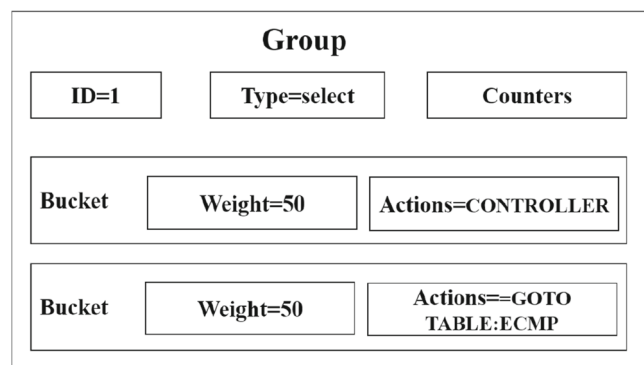 Group
ID=1 Type=select Counters
Bucket Weight=50 Actions=CONTROLLER
Bucket Weight=50 Actions==GOTO
TABLE:ECMP